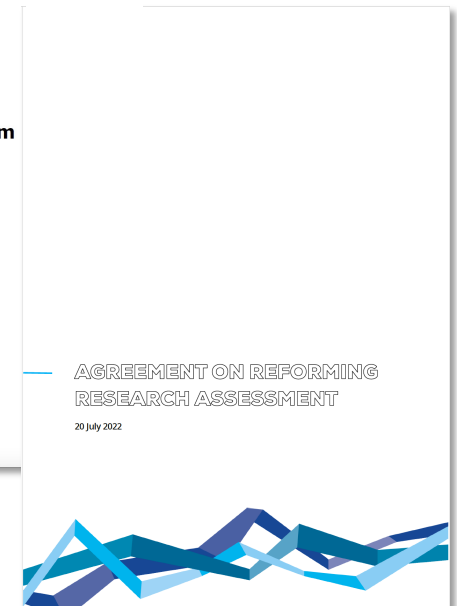 m
AGREEMENT ON REFORMING
RESEARCH ASSESSMENT
20 July 2022